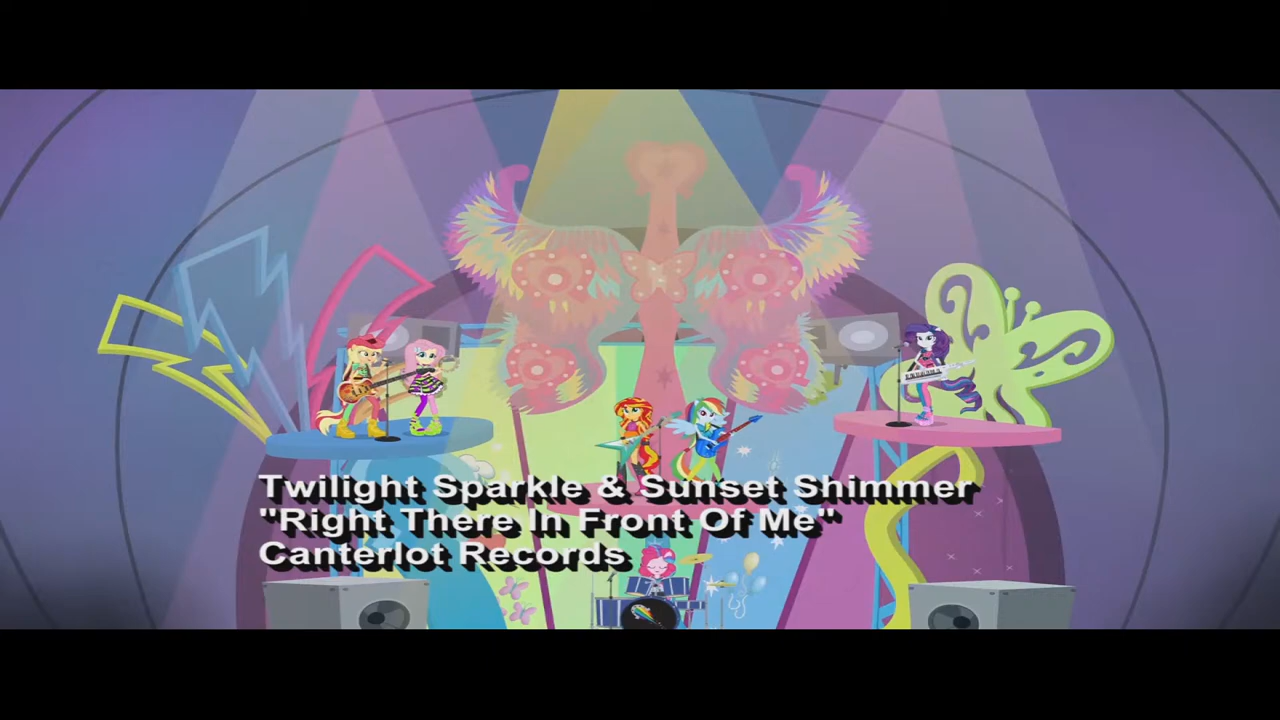 Twilight Sparkle & Sunset Shimmer
"Right There In Front Of Me"
Canterlot Records